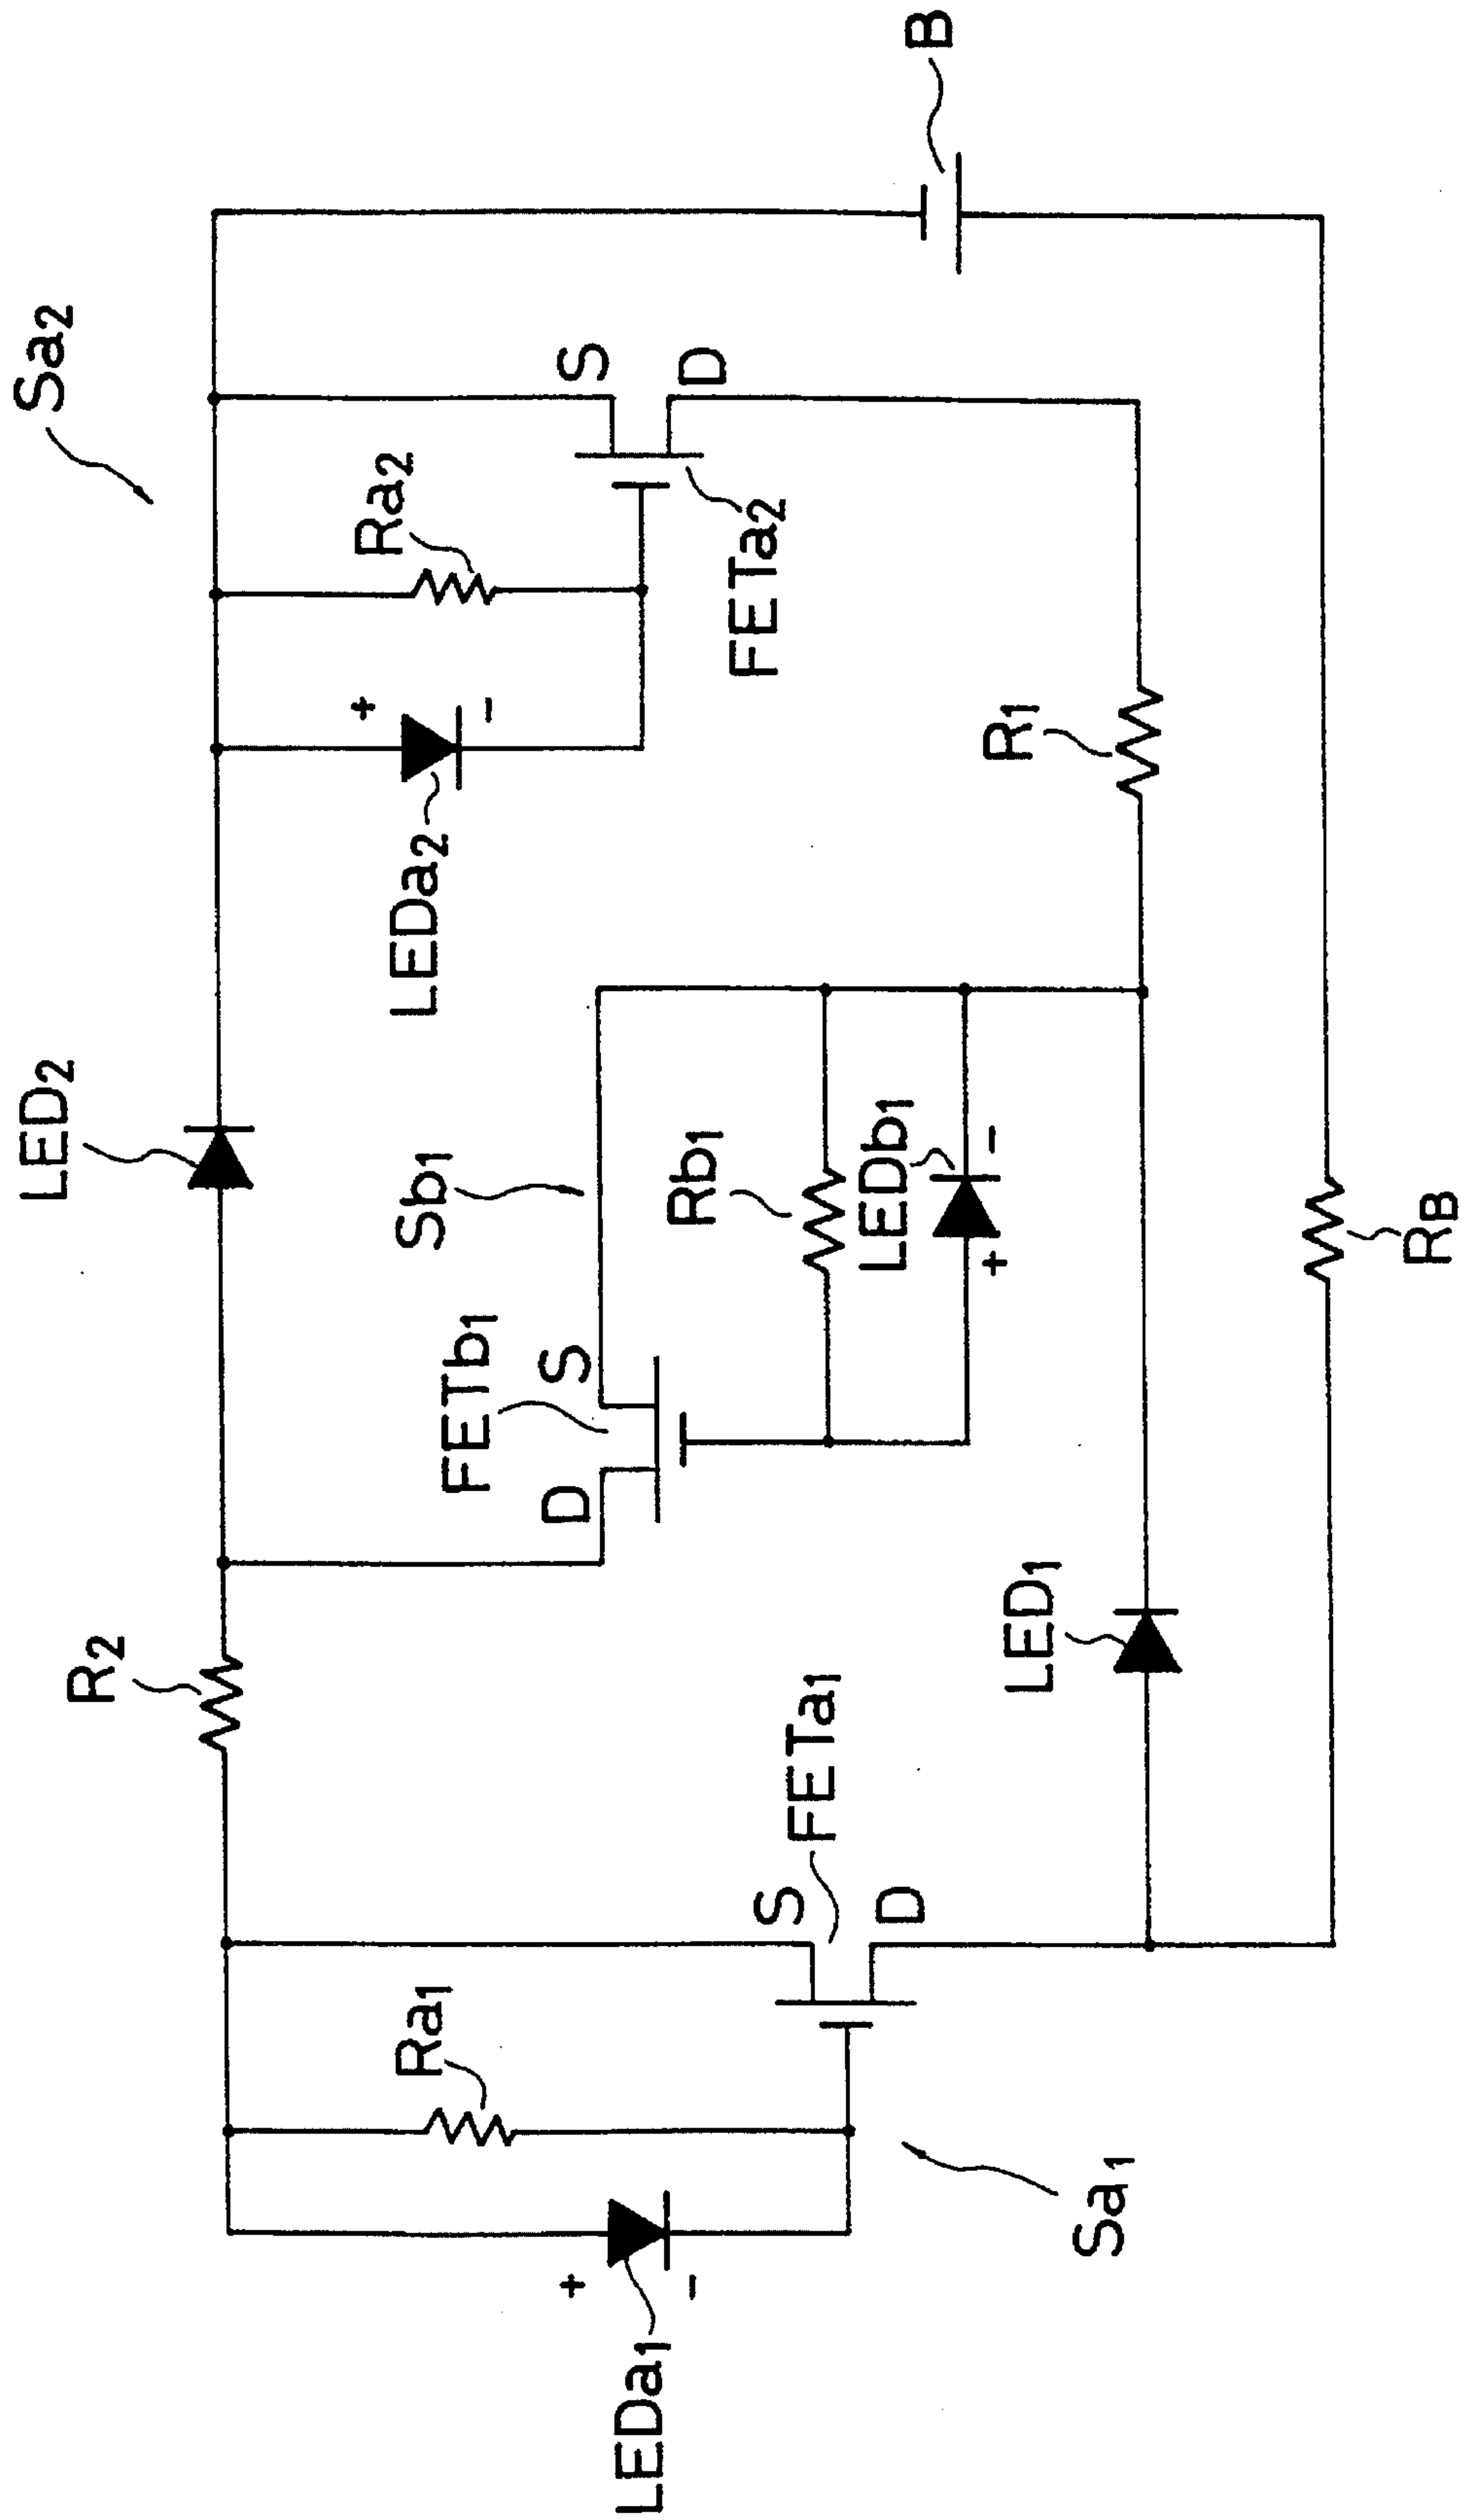 LEDa1
+
-
Ra1
Sa1
S
D
FETa1
R2
LED1
D
S
FETb1
Sb1
Rb1
LEDb1
+
-
LED2
RB
LEDa2
+
-
Ra2
FETa2
S
D
R1
Sa2
B